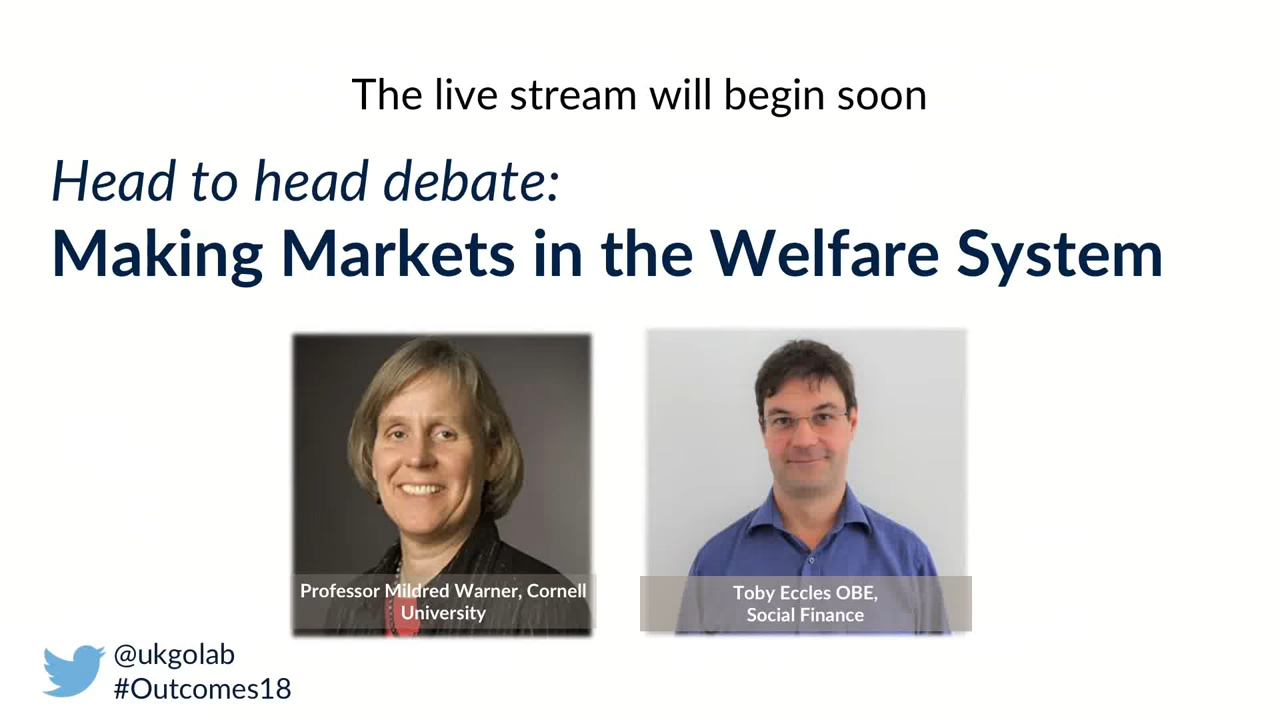 The live stream will begin soon
Head to head debate:
Making Markets in the Welfare System
Professor Mildred Warner, Cornell
University
Toby Eccles OBE,
Social Finance
@ukgolab
#Outcomes18